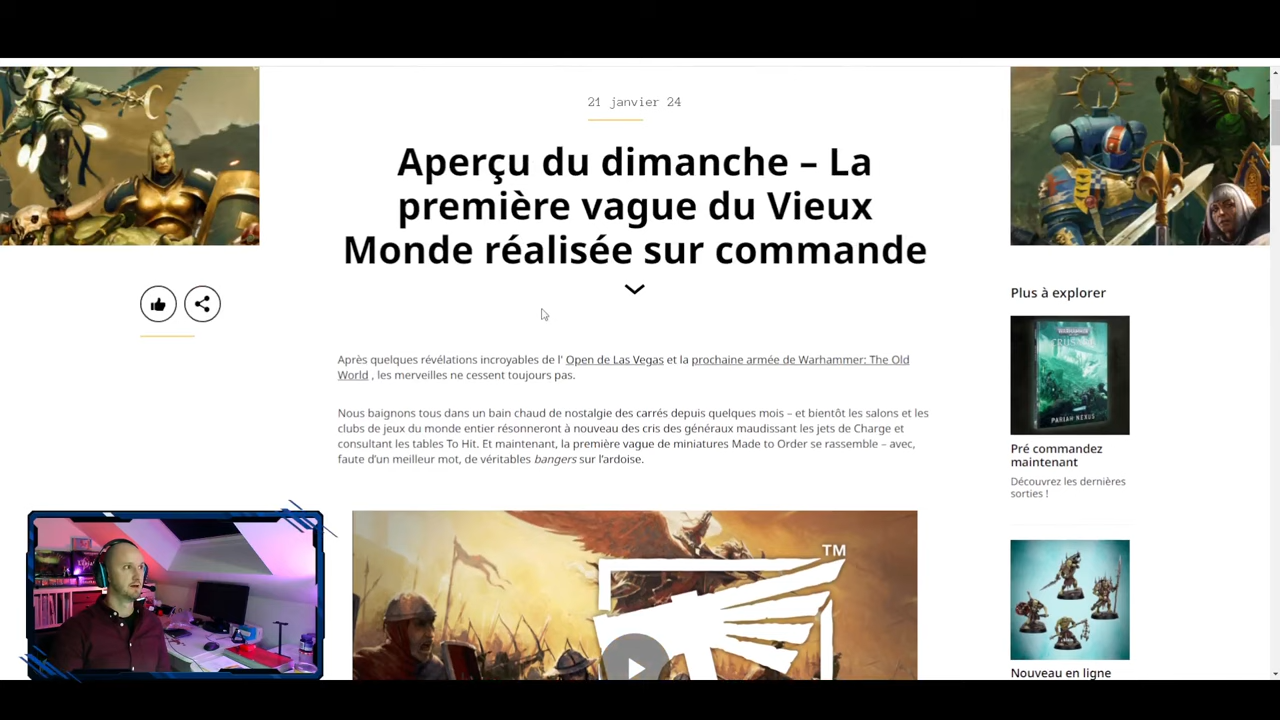 21 janvier 24
Aperçu du dimanche – La
première vague du Vieux
Monde réalisée sur commande
Après quelques révélations incroyables de l' Open de Las Vegas et la prochaine armée de Warhammer: The Old
World , les merveilles ne cessent toujours pas.
Nous baignons tous dans un bain chaud de nostalgie des carrés depuis quelques mois – et bientôt les salons et les
clubs de jeux du monde entier résonneront à nouveau des cris des généraux maudissant les jets de Charge et
consultant les tables To Hit. Et maintenant, la première vague de miniatures Made to Order se rassemble – avec,
faute d'un meilleur mot, de véritables bangers sur l'ardoise.
TM
Plus à explorer
PARIAH NEXUS
Pré commandez
maintenant
Découvrez les dernières
sorties !
Nouveau en ligne